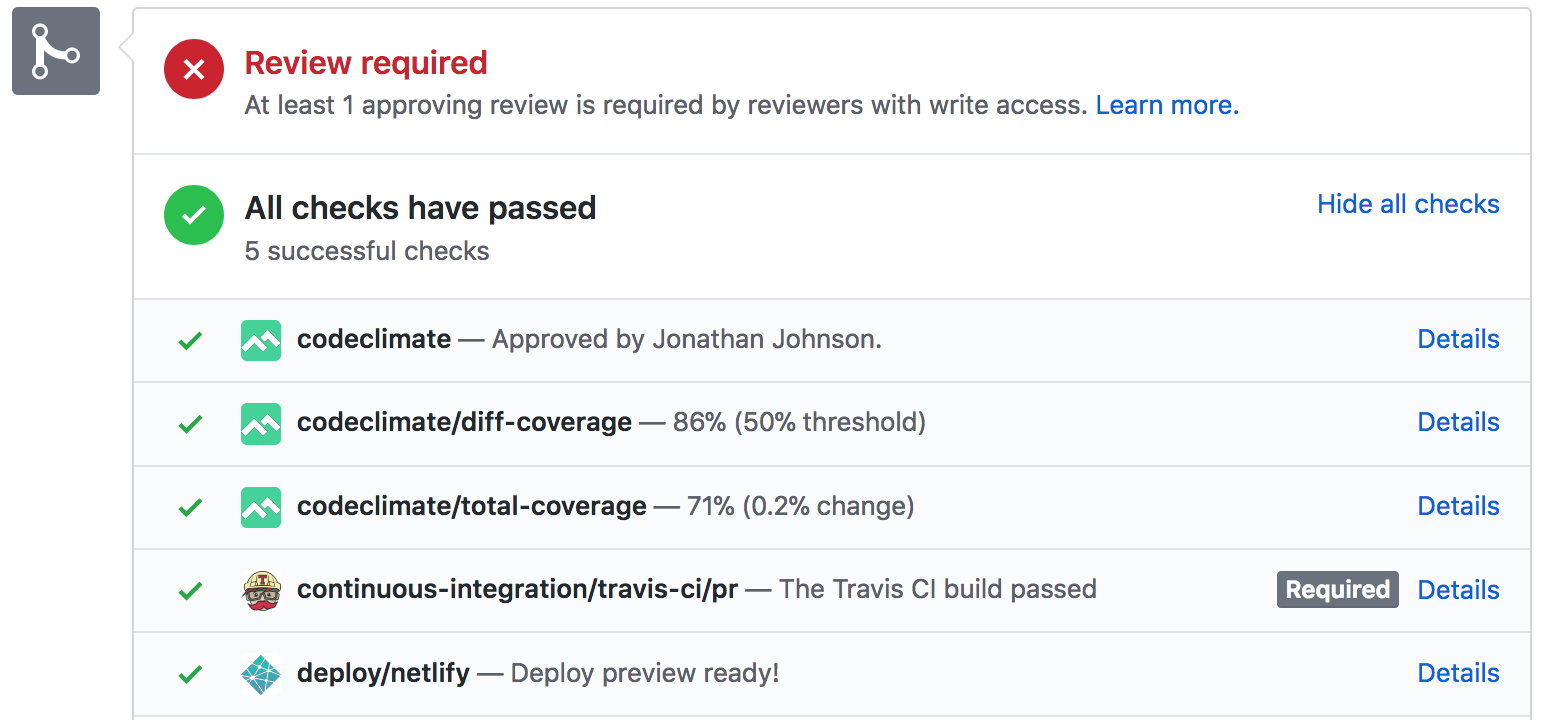 Review required
At least 1 approving review is required by reviewers with write access. Learn more.
All checks have passed
Hide all checks
5 successful checks
codeclimate — Approved by Jonathan Johnson. Details
codeclimate/diff-coverage — 86% (50% threshold) Details
codeclimate/total-coverage — 71% (0.2% change) Details
continuous-integration/travis-ci/pr — The Travis CI build passed Required Details
deploy/netlify — Deploy preview ready! Details